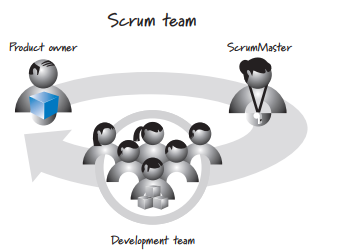 Scrum team
Product owner
ScrumMaster
Development team